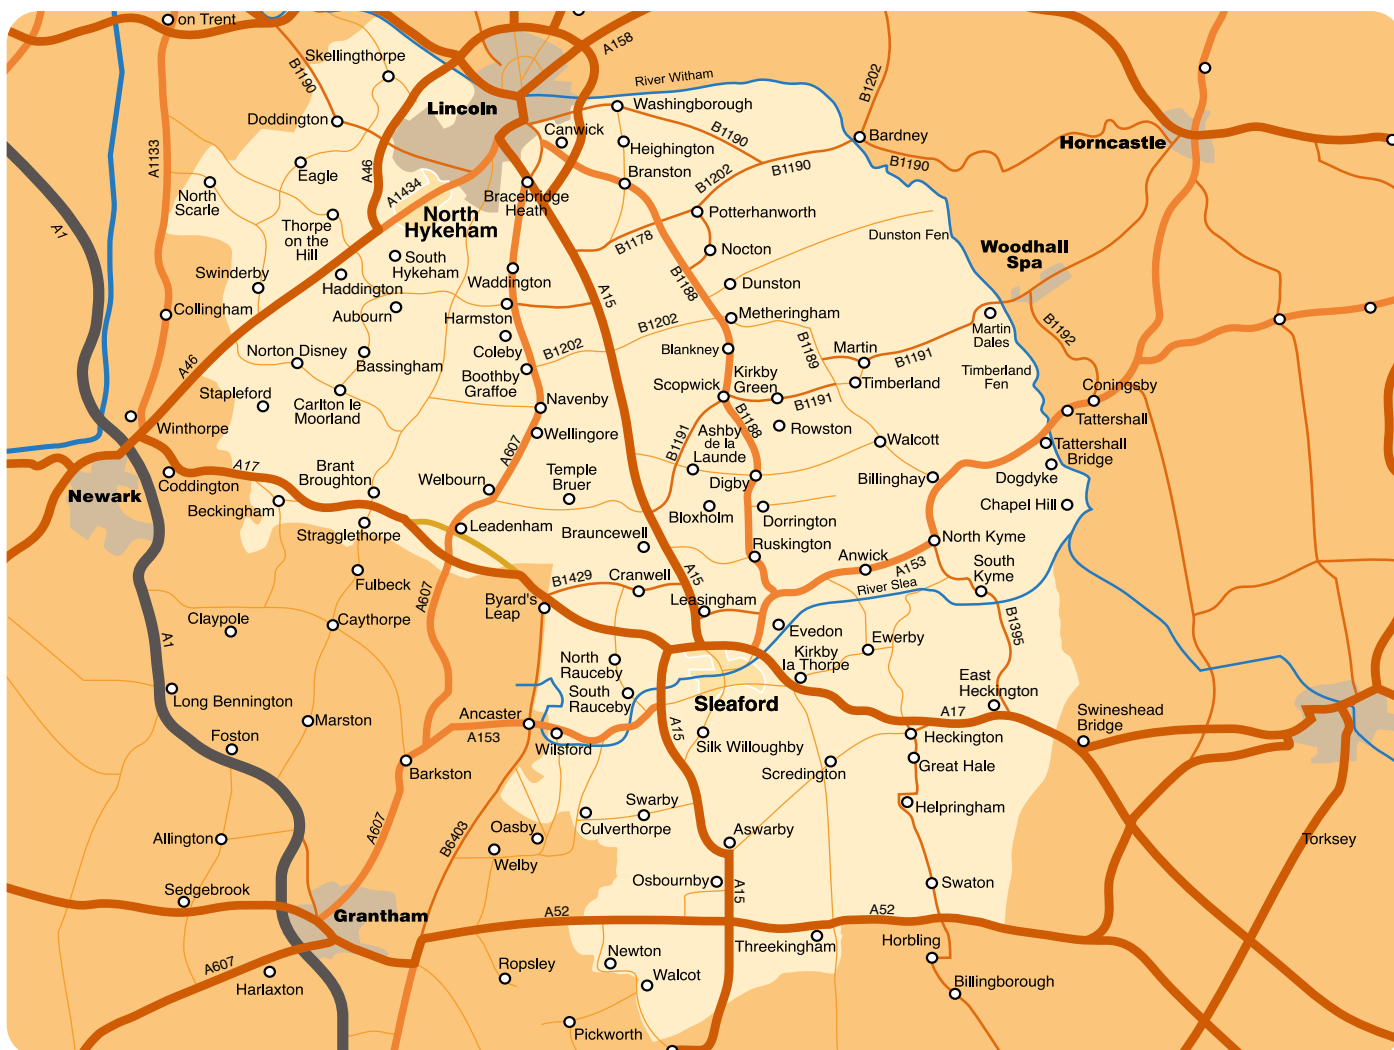 on Trent
A158
Skellingthorpe
B1190
River Witham
B1202
Lincoln
Washingborough
Doddington
Canwick
B1190
Bardney
Horncastle
A1133
Heighington
Eagle
A46
Branston
B1190
B1190
B1202
North
Scarle
A1434
Bracebridge
Heath
North
Hykeham
Potterhanworth
Thorpe
on the
Hill
A1
B1178
Dunston Fen
Woodhall
Spa
South
Hykeham
Nocton
Swinderby
Haddington
Waddington
B1188
Dunston
Collingham
Aubourn
Harmston
A15
B1202
Metheringham
Martin
Dales
B1192
Norton Disney
Bassingham
Coleby
B1202
Blankney
B1189
Martin
B1191
A46
Boothby
Graffoe
Scopwick
Kirkby
Green
Timberland
Timberland
Fen
Coningsby
Stapleford
Carlton le
Moorland
Navenby
B1191
Tattershall
Winthorpe
Wellingore
B1188
Rowston
B1191
Ashby
de la
Launde
Walcott
Tattershall
Bridge
A607
A17
Brant
Broughton
Welbourn
Temple
Bruer
Digby
Billinghay
Dogdyke
Newark
Coddington
Beckingham
Bloxholm
Dorrington
Chapel Hill
Stragglethorpe
Leadenham
Brauncewell
Ruskington
North Kyme
Anwick
A153
South
Kyme
Fulbeck
B1429
Cranwell
A15
River Slea
A607
Byard's
Leap
Leasingham
Claypole
Caythorpe
Evedon
Ewerby
B1395
A1
Kirkby
la Thorpe
North
Rauceby
South
Rauceby
East
Heckington
Long Bennington
Sleaford
Marston
Ancaster
A17
Swineshead
Bridge
Foston
A153
Wilsford
A15
Silk Willoughby
Heckington
Barkston
Scredington
Great Hale
Swarby
Helpringham
A607
Oasby
Culverthorpe
Aswarby
Allington
B6403
Welby
Torksey
Sedgebrook
Osbournby
A15
Swaton
Grantham
A52
A52
Threekingham
Horbling
A607
Newton
Harlaxton
Ropsley
Walcot
Billingborough
Pickworth